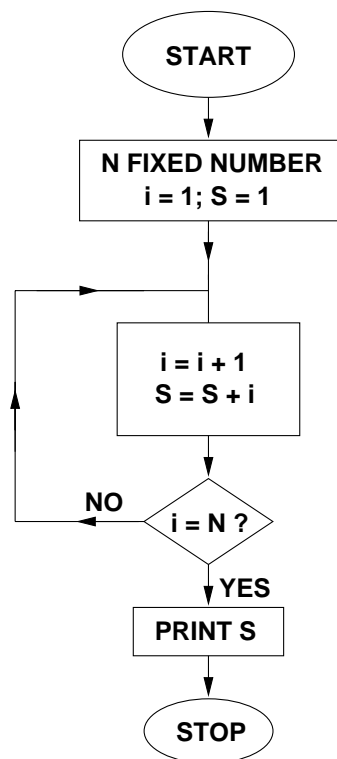 START
N FIXED NUMBER
i = 1; S = 1
i = i + 1
S = S + i
NO
i = N ?
YES
PRINT S
STOP